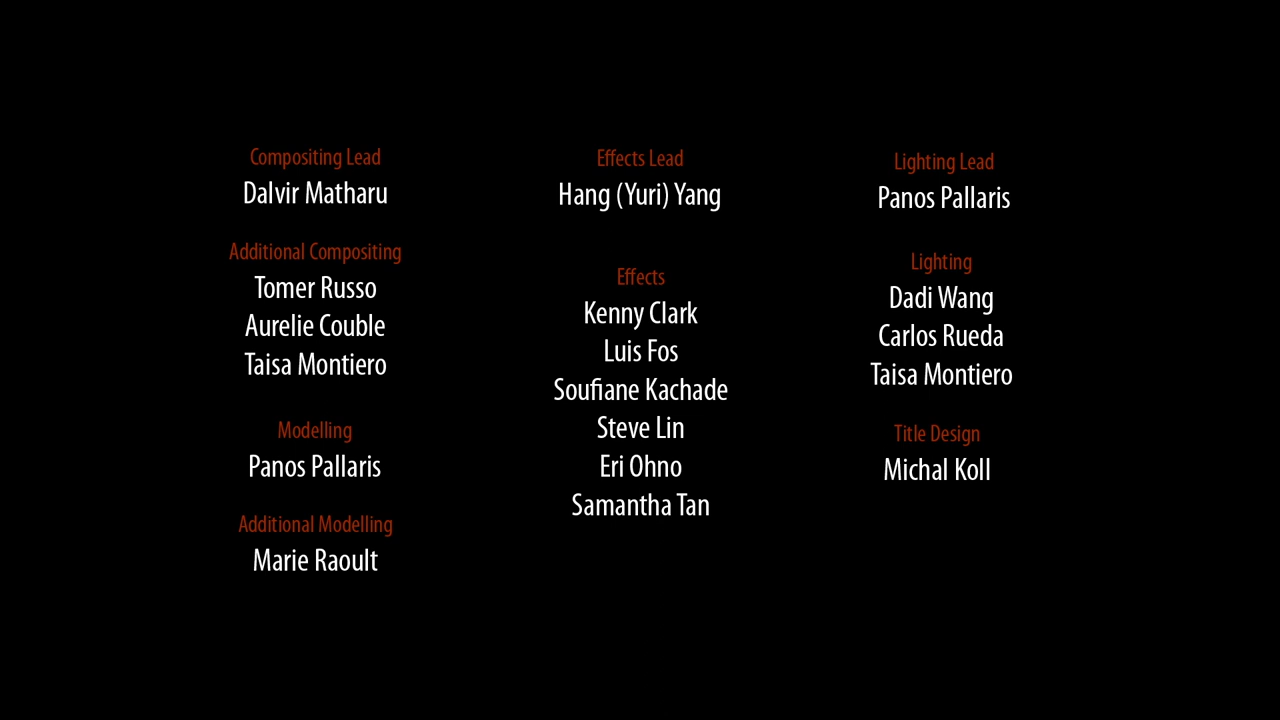 Compositing Lead
Dalvir Matharu
Additional Compositing
Tomer Russo
Aurelie Couble
Taisa Montiero
Modelling
Panos Pallaris
Additional Modelling
Marie Raoult
Effects Lead
Hang (Yuri) Yang
Effects
Kenny Clark
Luis Fos
Soufiane Kachade
Steve Lin
Eri Ohno
Samantha Tan
Lighting Lead
Panos Pallaris
Lighting
Dadi Wang
Carlos Rueda
Taisa Montiero
Title Design
Michal Koll